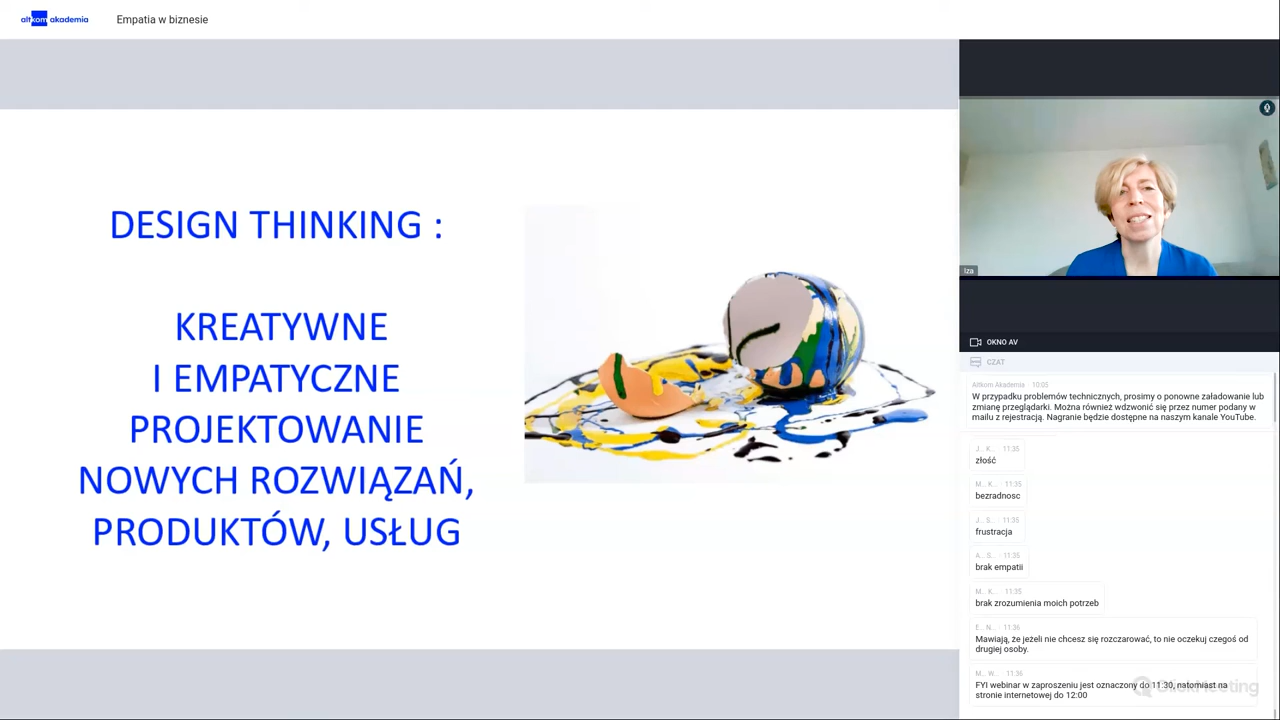 altkom akademia
Empatia w biznesie
DESIGN THINKING :
KREATYWNE
I EMPATYCZNE
PROJEKTOWANIE
NOWYCH ROZWIĄZAŃ,
PRODUKTÓW, USŁUG
Iza
OKNO AV
CZAT
Altkom Akademia · 10:05
W przypadku problemów technicznych, prosimy o ponowne załadowanie lub
zmianę przeglądarki. Można również wdzwonić się przez numer podany w
mailu z rejestracją. Nagranie będzie dostępne na naszym kanale YouTube.
J... K... · 11:35
złość
M... K... · 11:35
bezradnosc
J... S... · 11:35
frustracja
A... S... · 11:35
brak empatii
M... K... · 11:35
brak zrozumienia moich potrzeb
E... N... · 11:36
Mawiają, że jeżeli nie chcesz się rozczarować, to nie oczekuj czegoś od
drugiej osoby.
M... W... · 11:36
FYI webinar w zaproszeniu jest oznaczony do 11:30, natomiast na
stronie internetowej do 12:00
ClickMeeting